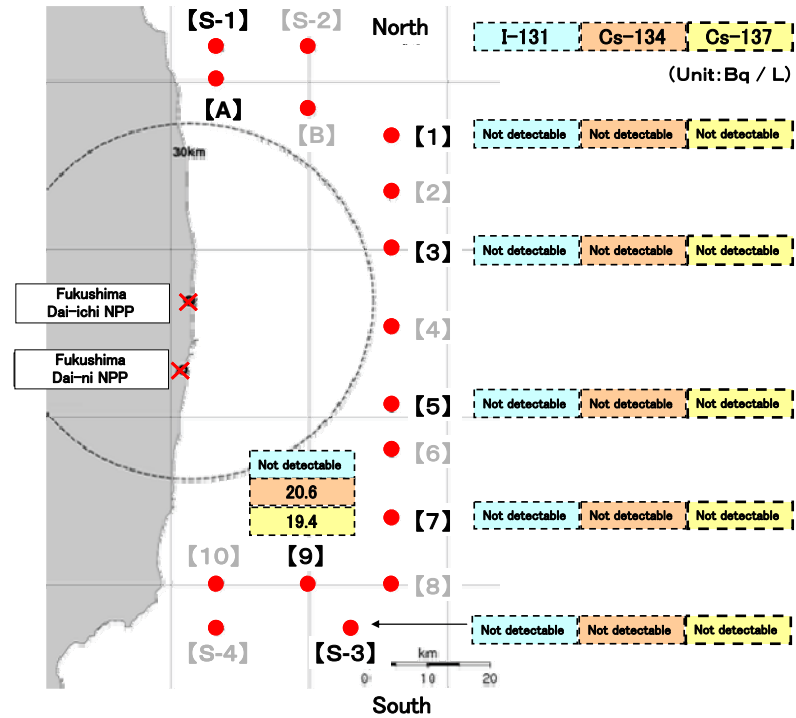 【S-1】
【S-2】
North
I-131 Cs-134 Cs-137
(Unit:Bq / L)
【A】
【B】
【1】
Not detectable Not detectable Not detectable
30km
【2】
【3】
Not detectable Not detectable Not detectable
Fukushima
Dai-ichi NPP
【4】
Fukushima
Dai-ni NPP
【5】
Not detectable Not detectable Not detectable
【6】
Not detectable
20.6
19.4
【7】
Not detectable Not detectable Not detectable
【10】
【9】
【8】
Not detectable Not detectable Not detectable
【S-4】
【S-3】
km
0 10 20
South